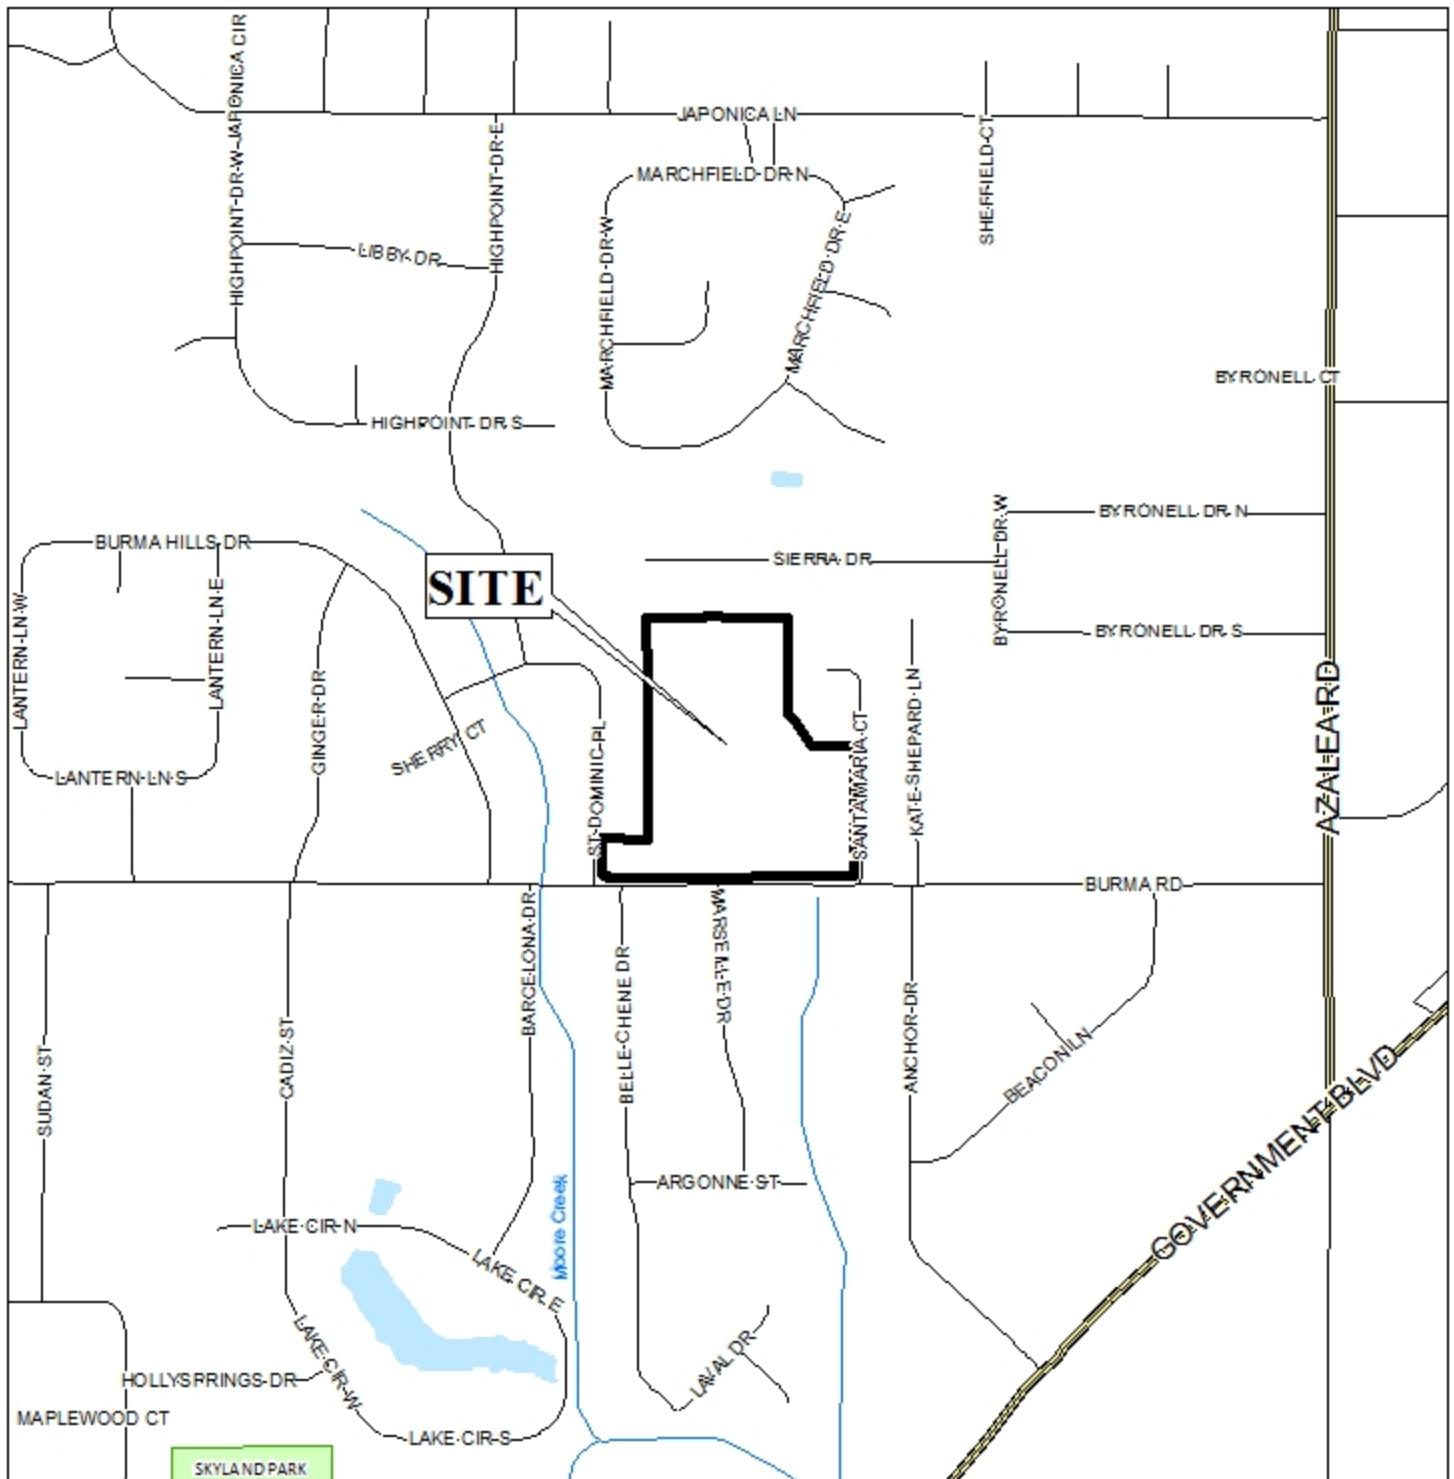 HIGHPOINT-DR-W-JAPONICA CIR
JAPONICA LN
HIGHPOINT-DR-E
SHEFFIELD-CT
MARCHFIELD-DR-N
MARCHFIELD-DR-W
MARCHFIELD-DR-E
LIBBY-DR
BYRONELL CT
HIGHPOINT-DR S
BYRONELL-DR-W
BYRONELL DR N
BURMA HILLS DR
SIERRA DR
SITE
LANTERN-LN-W
LANTERN-LN-E
BYRONELL DR S
GINGER-DR
SHERRY CT
ST-DOMINIC-PL
SANTAMARIA-CT
KATE-SHEPARD-LN
AZALEA RD
LANTERN-LN-S
BURMA RD
BARCELONA-DR
BELLE-CHENE DR
MARSEILLE-DR
ANCHOR-DR
BEACON LN
SUDAN-ST
CADIZ-ST
GOVERNMENT BLVD
ARGONNE-ST
Moore Creek
LAKE-CIR-N
LAKE CIR E
LAKE-CIR-W
LAVAL DR
HOLLYSPRINGS-DR
MAPLEWOOD CT
LAKE-CIR-S
SKYLAND PARK